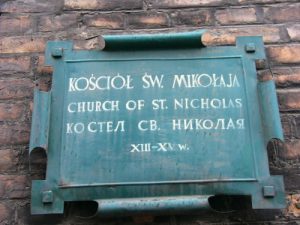 KOŚCIÓŁ ŚW. MIKOŁAJA
CHURCH OF ST. NICHOLAS
КОСТЕЛ СВ. НИКОЛАЯ
XIII-XV w.